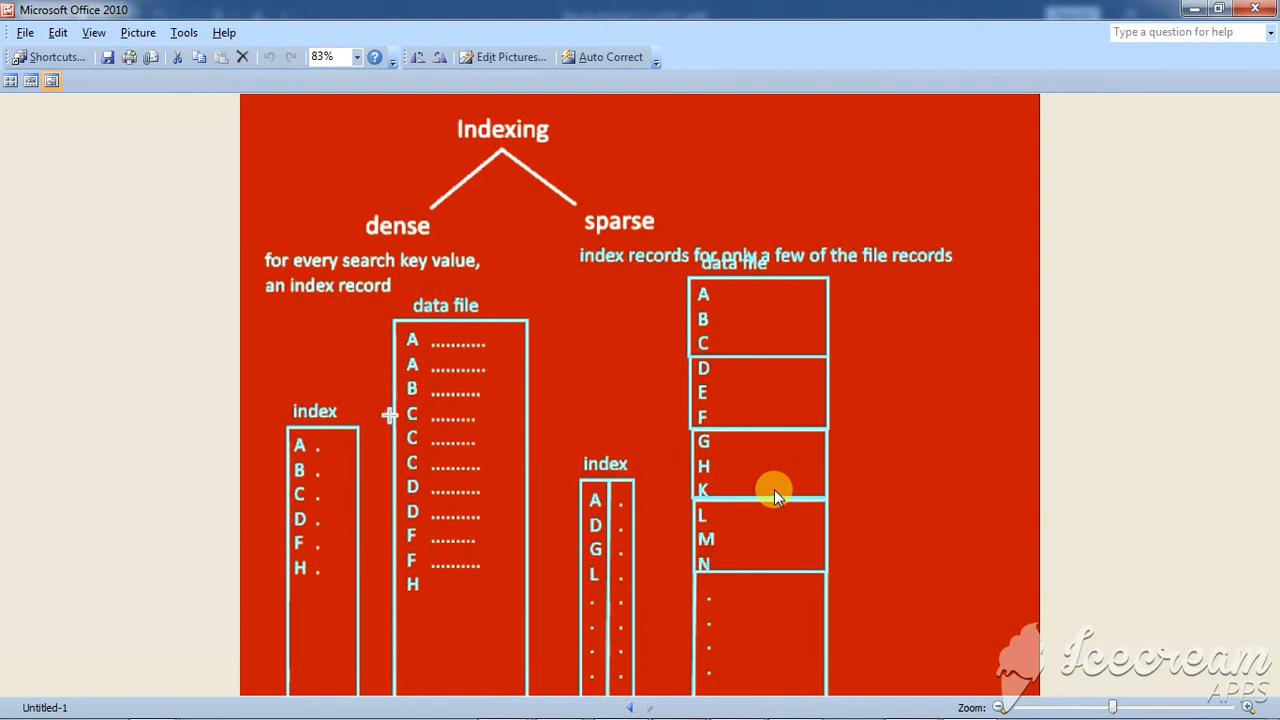 Microsoft Office 2010
File Edit View Picture Tools Help
Type a question for help
Shortcuts...
83%
Edit Pictures...
Auto Correct
Indexing
dense
sparse
for every search key value,
an index record
index records for only a few of the file records
data file
A ...........
A ...........
B ..........
C .........
C .........
C ..........
D ..........
D ..........
F .........
F ..........
H
index
A .
B .
C .
D .
F .
H .
data file
A
B
C
D
E
F
G
H
K
L
M
N
.
.
.
.
index
A .
D .
G .
L .
. .
. .
. .
. .
Icecream
APPS
Untitled-1
Zoom: